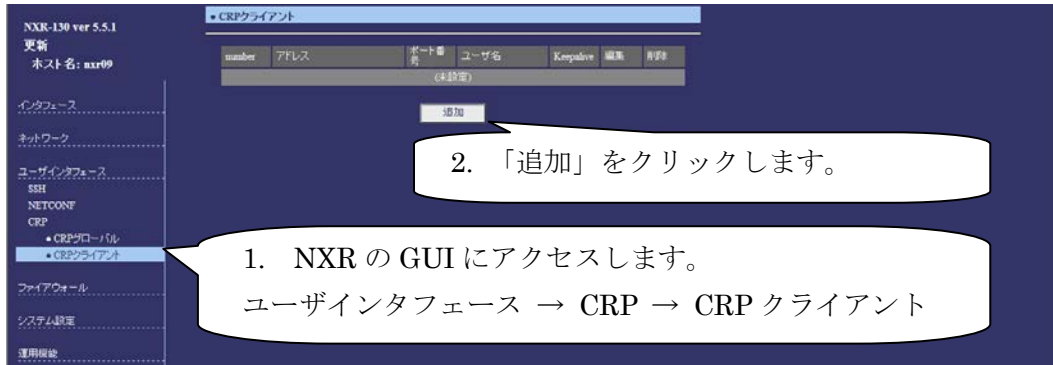 NXR-130 ver 5.5.1
更新
ホスト名: nxr09
インタフェース
ネットワーク
ユーザインタフェース
SSH
NETCONF
CRP
●CRPグローバル
●CRPクライアント
ファイアウォール
システム設定
運用機能
●CRPクライアント
number アドレス ポート番号 ユーザ名 Keepalive 編集 削除
(未設定)
追加
2. 「追加」をクリックします。
1. NXR の GUI にアクセスします。
ユーザインタフェース → CRP → CRP クライアント